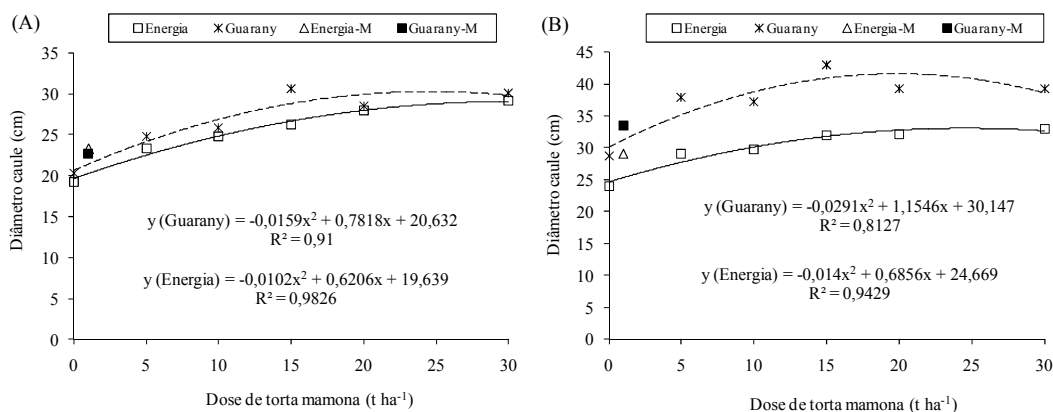 (A)
Energia Guarany Energia-M Guarany-M
35
30
25
20
15
10
5
0
Diâmetro caule (cm)
y (Guarany) = -0,0159x² + 0,7818x + 20,632
R² = 0,91
y (Energia) = -0,0102x² + 0,6206x + 19,639
R² = 0,9826
0 5 10 15 20 25 30
Dose de torta mamona (t ha⁻¹)
(B)
Energia Guarany Energia-M Guarany-M
45
40
35
30
25
20
15
10
5
0
Diâmetro caule (cm)
y (Guarany) = -0,0291x² + 1,1546x + 30,147
R² = 0,8127
y (Energia) = -0,014x² + 0,6856x + 24,669
R² = 0,9429
0 5 10 15 20 25 30
Dose de torta mamona (t ha⁻¹)